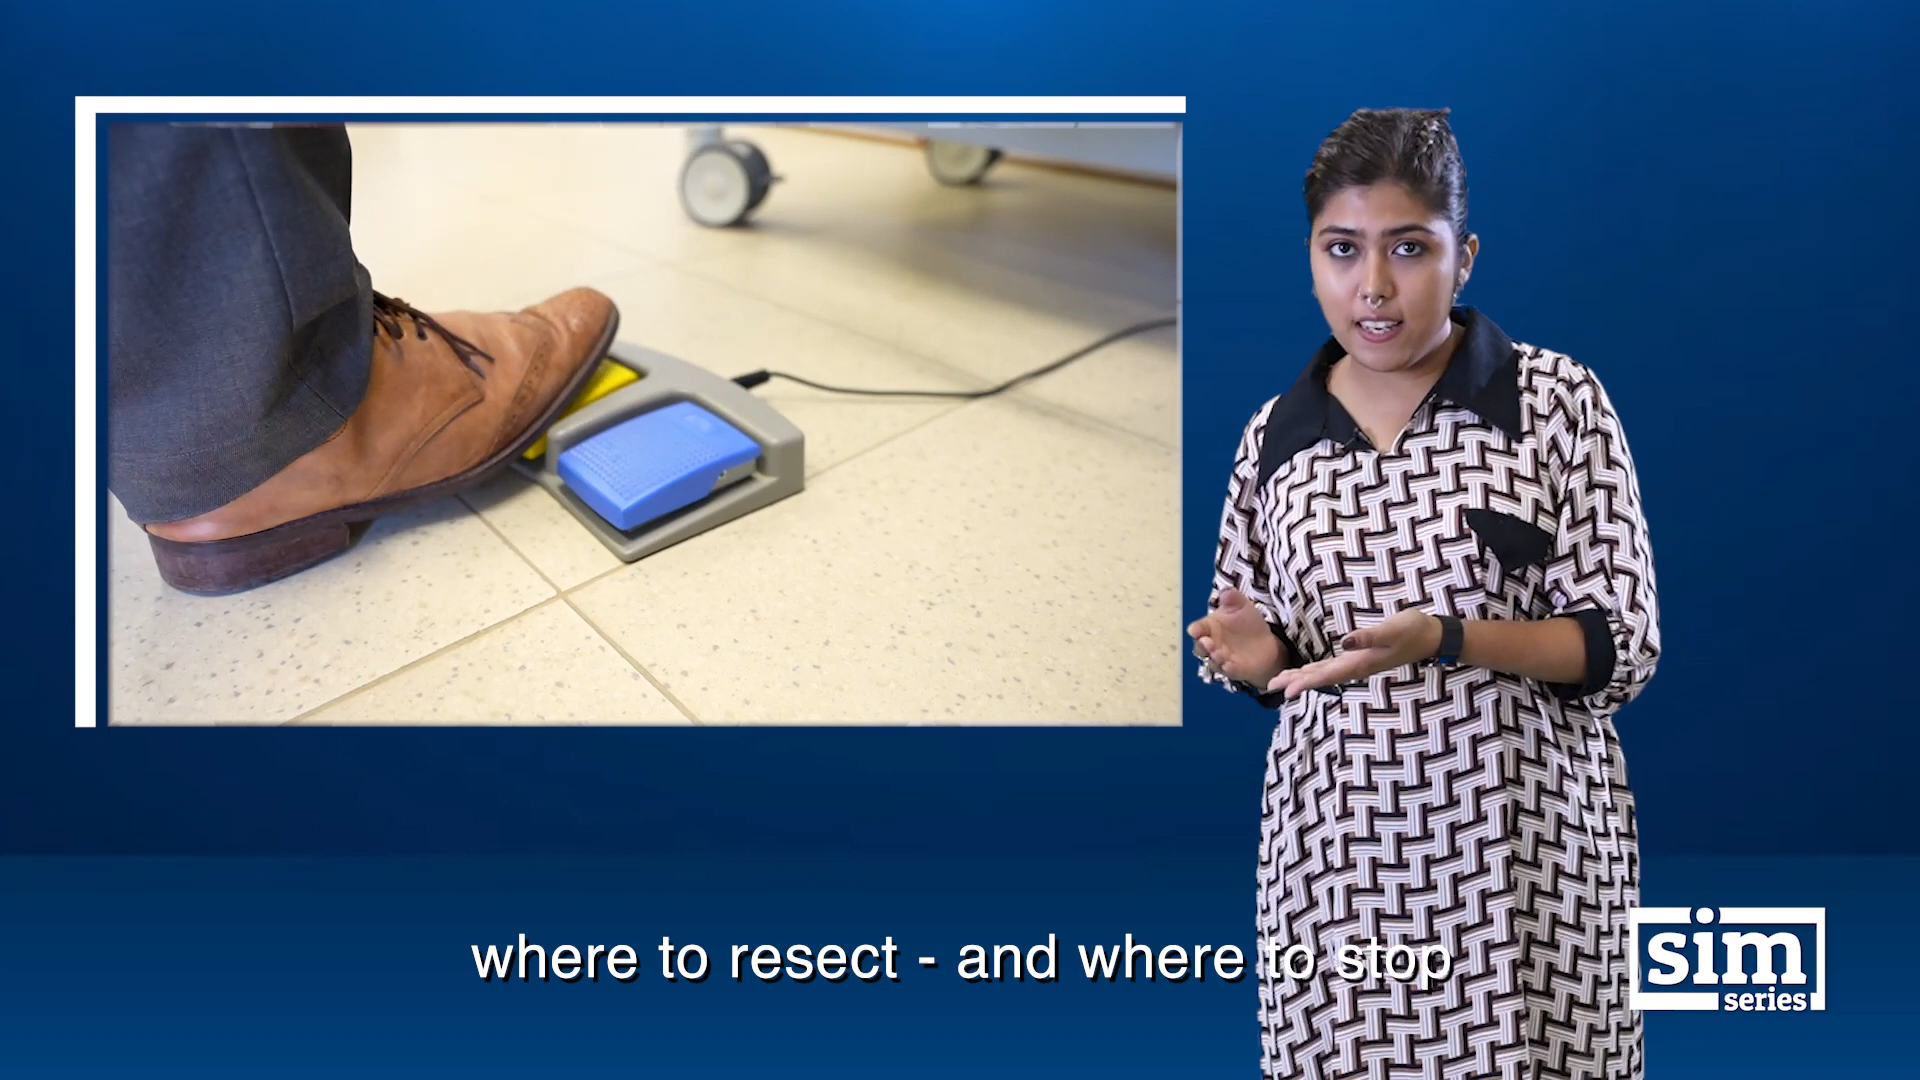 where to resect - and where to stop
sim
series